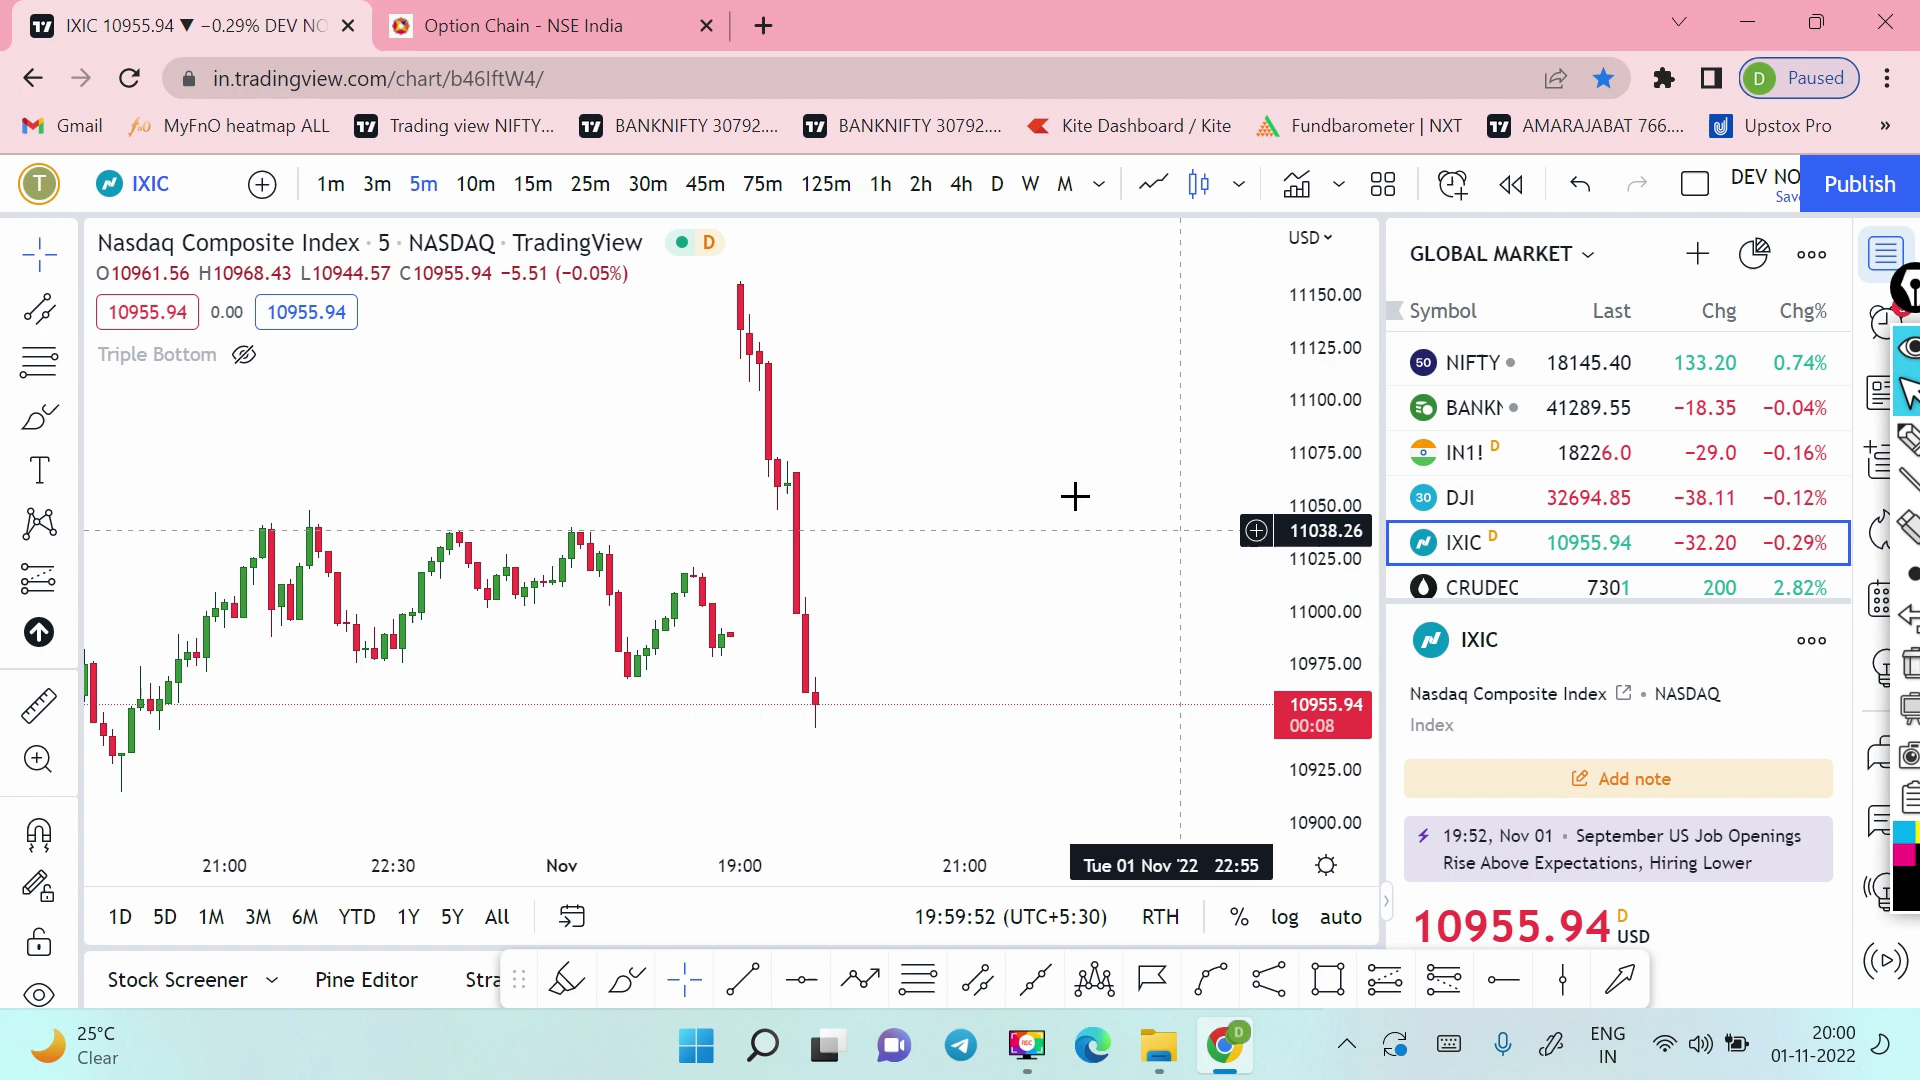 IXIC 10955.94 ▼ −0.29% DEV NO
Option Chain - NSE India
in.tradingview.com/chart/b46IftW4/
D Paused
Gmail
MyFnO heatmap ALL
Trading view NIFTY...
BANKNIFTY 30792....
BANKNIFTY 30792....
Kite Dashboard / Kite
Fundbarometer | NXT
AMARAJABAT 766....
Upstox Pro
»
T
IXIC
1m 3m 5m 10m 15m 25m 30m 45m 75m 125m 1h 2h 4h D W M
DEV NO
Save
Publish
Nasdaq Composite Index · 5 · NASDAQ · TradingView
D
O10961.56 H10968.43 L10944.57 C10955.94 −5.51 (−0.05%)
10955.94 0.00 10955.94
Triple Bottom
USD
11150.00
11125.00
11100.00
11075.00
11050.00
11038.26
11025.00
11000.00
10975.00
10955.94
00:08
10925.00
10900.00
21:00 22:30 Nov 19:00 21:00 Tue 01 Nov '22 22:55
1D 5D 1M 3M 6M YTD 1Y 5Y All
19:59:52 (UTC+5:30) RTH % log auto
Stock Screener Pine Editor Stra
GLOBAL MARKET
Symbol Last Chg Chg%
50 NIFTY 18145.40 133.20 0.74%
BANKN 41289.55 −18.35 −0.04%
IN1! D 18226.0 −29.0 −0.16%
30 DJI 32694.85 −38.11 −0.12%
IXIC D 10955.94 −32.20 −0.29%
CRUDEC 7301 200 2.82%
IXIC
Nasdaq Composite Index • NASDAQ
Index
Add note
19:52, Nov 01 • September US Job Openings
Rise Above Expectations, Hiring Lower
10955.94 D USD
25°C
Clear
REC
D
ENG
IN
20:00
01-11-2022